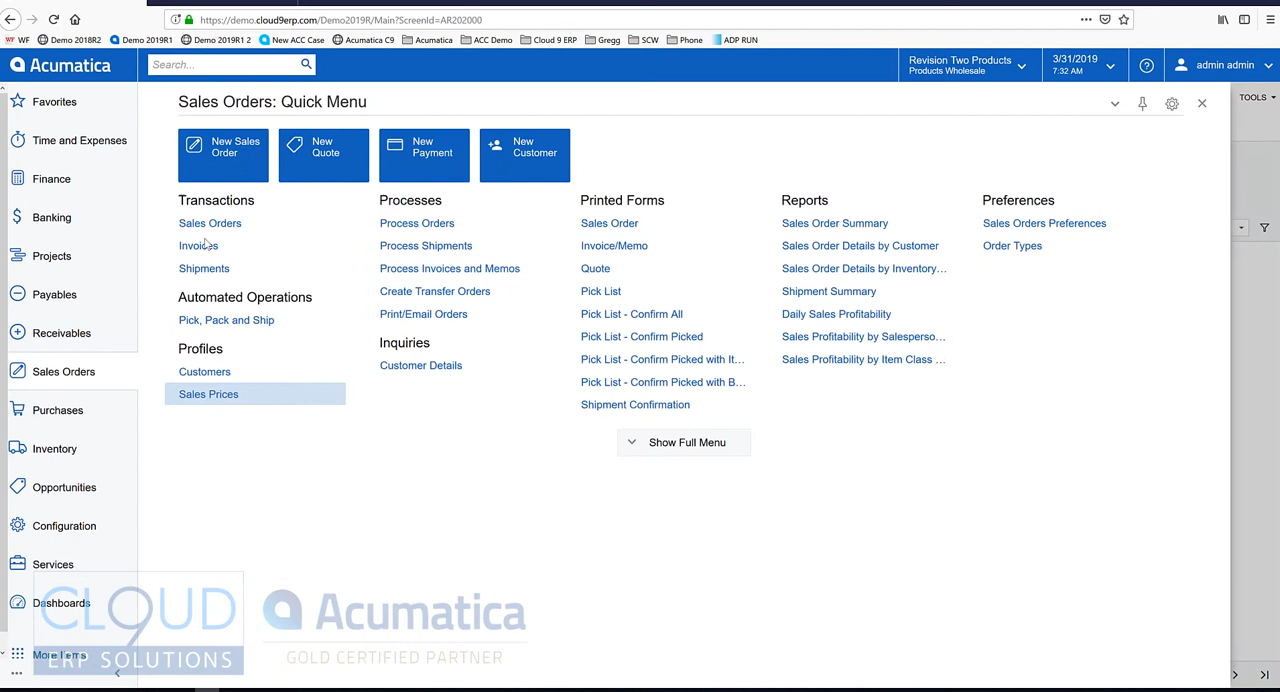 https://demo.cloud9erp.com/Demo2019R/Main?ScreenId=AR202000
WF
Demo 2018R2
Demo 2019R1
Demo 2019R1 2
New ACC Case
Acumatica C9
Acumatica
ACC Demo
Cloud 9 ERP
Gregg
SCW
Phone
ADP RUN
Acumatica
Search...
Revision Two Products
Products Wholesale
3/31/2019
7:32 AM
admin admin
Favorites
Time and Expenses
Finance
Banking
Projects
Payables
Receivables
Sales Orders
Purchases
Inventory
Opportunities
Configuration
Services
Dashboards
More Items
Sales Orders: Quick Menu
TOOLS
New Sales Order
New Quote
New Payment
New Customer
Transactions
Sales Orders
Invoices
Shipments
Automated Operations
Pick, Pack and Ship
Profiles
Customers
Sales Prices
Processes
Process Orders
Process Shipments
Process Invoices and Memos
Create Transfer Orders
Print/Email Orders
Inquiries
Customer Details
Printed Forms
Sales Order
Invoice/Memo
Quote
Pick List
Pick List - Confirm All
Pick List - Confirm Picked
Pick List - Confirm Picked with It...
Pick List - Confirm Picked with B...
Shipment Confirmation
Reports
Sales Order Summary
Sales Order Details by Customer
Sales Order Details by Inventory...
Shipment Summary
Daily Sales Profitability
Sales Profitability by Salesperso...
Sales Profitability by Item Class ...
Preferences
Sales Orders Preferences
Order Types
Show Full Menu
CLOUD 9
ERP SOLUTIONS
Acumatica
GOLD CERTIFIED PARTNER